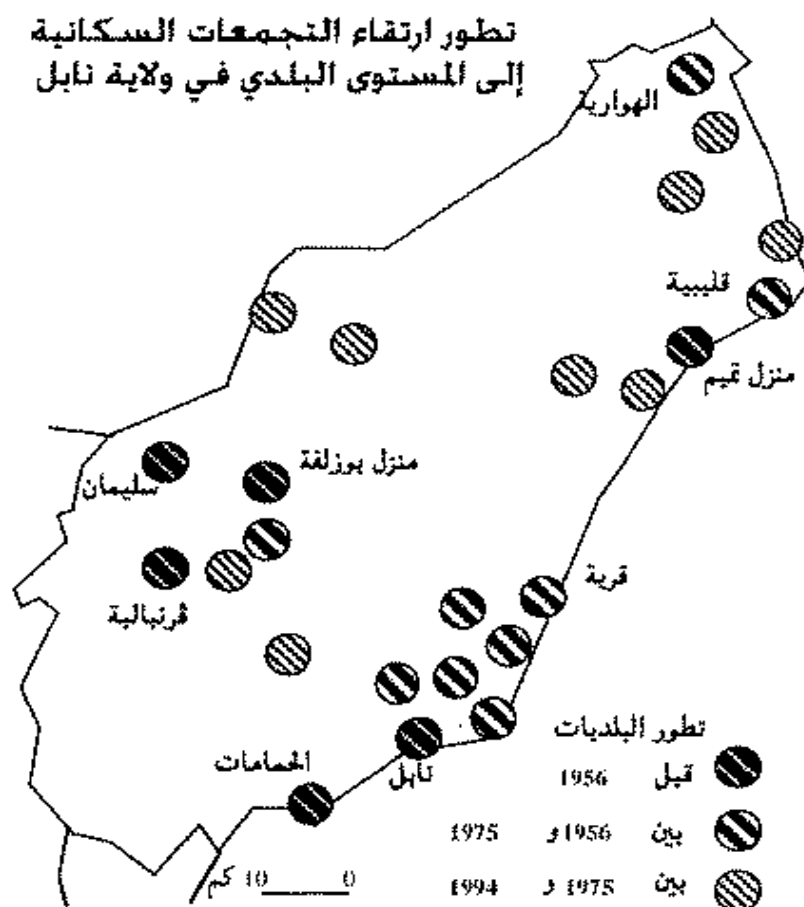 تطور ارتقاء التجمعات السكانية
إلى المستوى البلدي في ولاية نابل
الهوارية
قليبية
منزل تميم
منزل بوزلفة
سليمان
ڤرنبالية
قربة
الحمامات
نابل
تطور البلديات
قبل 1956
بين 1956 و 1975
بين 1975 و 1994
0 10 كم